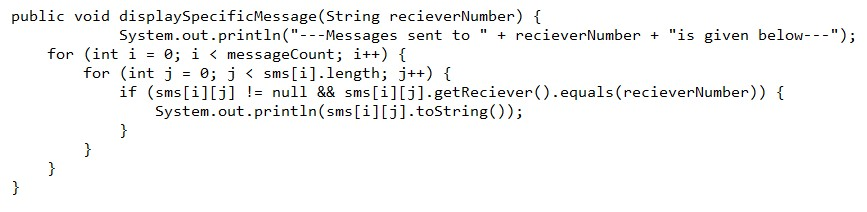 public void displaySpecificMessage(String recieverNumber) {
            System.out.println("---Messages sent to " + recieverNumber + "is given below---");
    for (int i = 0; i < messageCount; i++) {
        for (int j = 0; j < sms[i].length; j++) {
            if (sms[i][j] != null && sms[i][j].getReciever().equals(recieverNumber)) {
                System.out.println(sms[i][j].toString());
            }
        }
    }
}